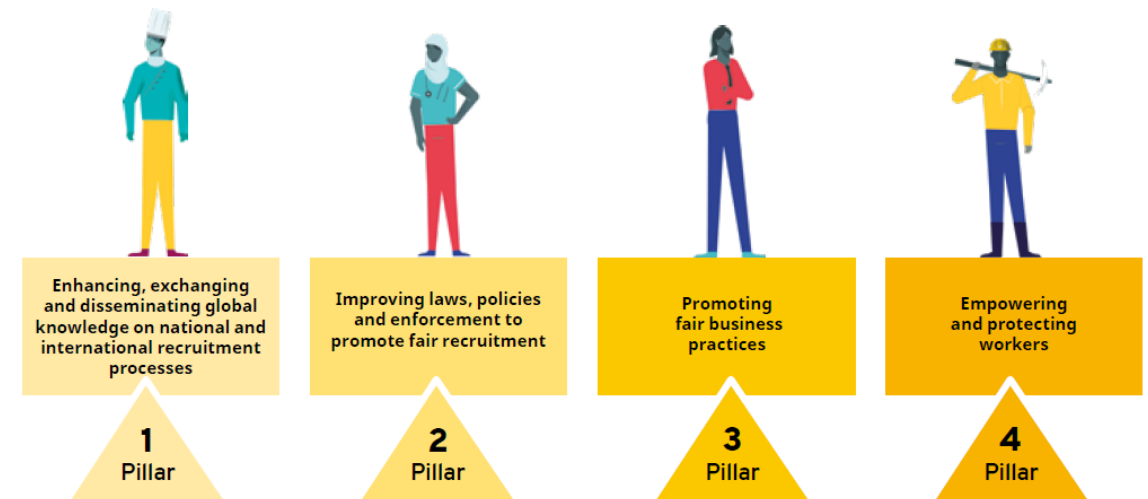 Enhancing, exchanging
and disseminating global
knowledge on national and
international recruitment
processes
1
Pillar
Improving laws, policies
and enforcement to
promote fair recruitment
2
Pillar
Promoting
fair business
practices
3
Pillar
Empowering
and protecting
workers
4
Pillar